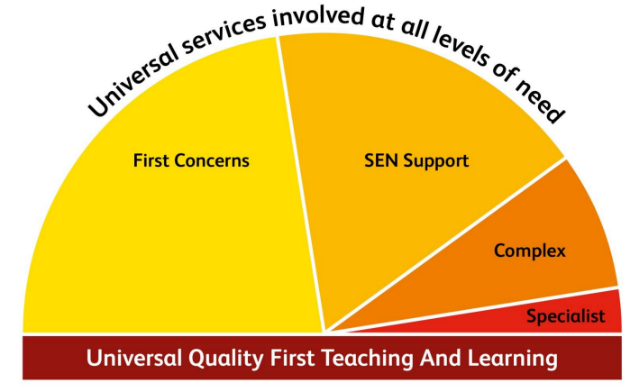 Universal services involved at all levels of need
First Concerns
SEN Support
Complex
Specialist
Universal Quality First Teaching And Learning